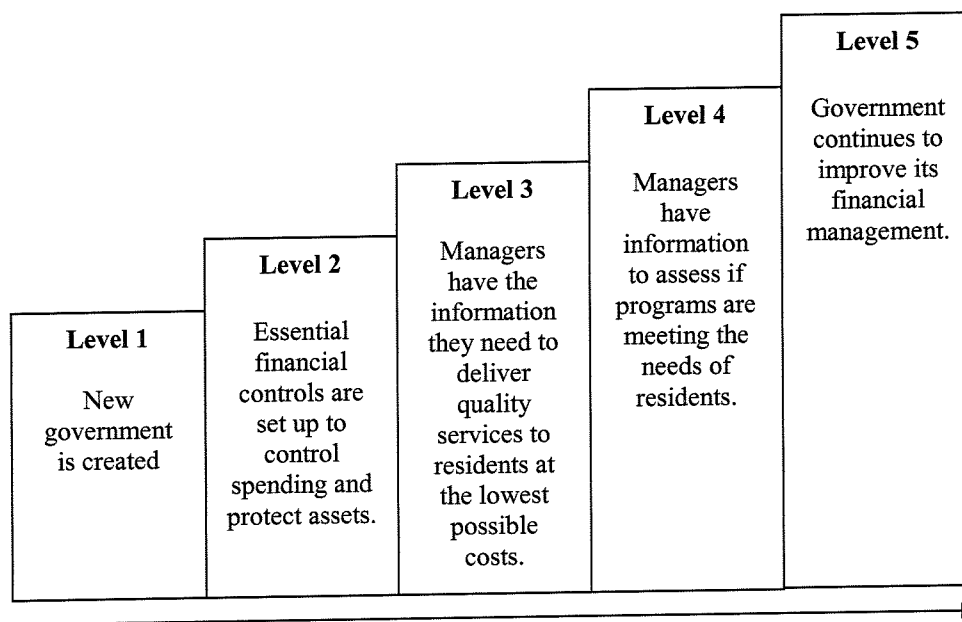 Level 1
New
government
is created
Level 2
Essential
financial
controls are
set up to
control
spending and
protect assets.
Level 3
Managers
have the
information
they need to
deliver
quality
services to
residents at
the lowest
possible
costs.
Level 4
Managers
have
information
to assess if
programs are
meeting the
needs of
residents.
Level 5
Government
continues to
improve its
financial
management.